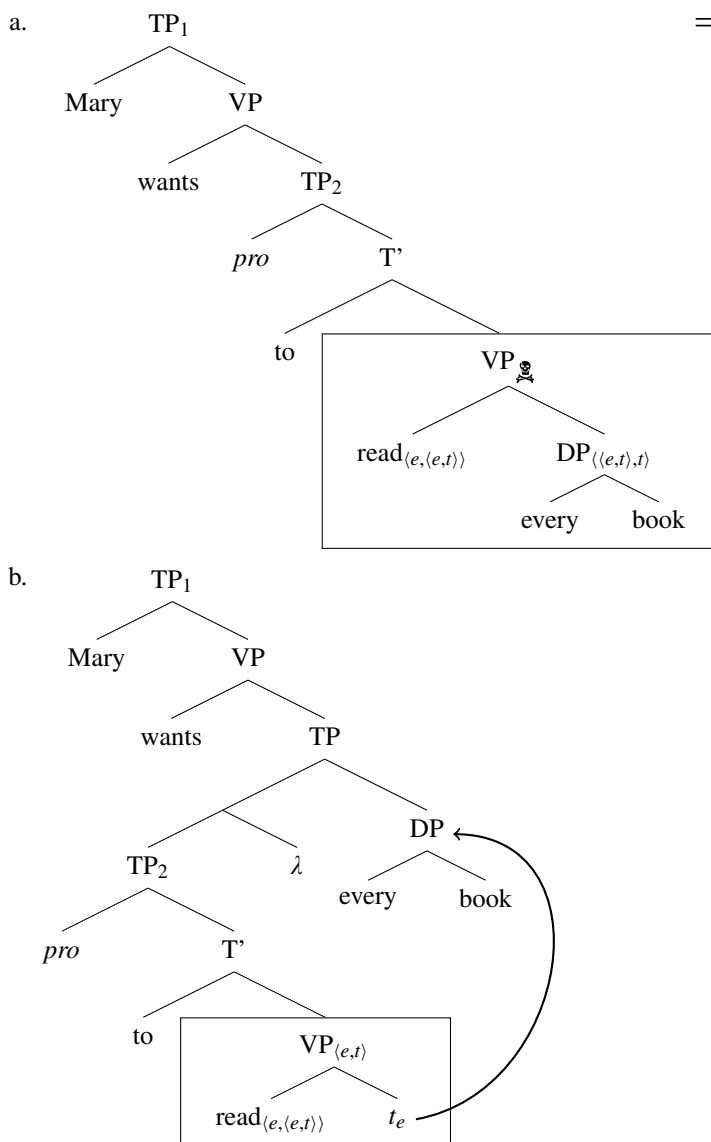 a. TP₁ =
Mary VP
wants TP₂
pro T’
to VP☠
read⟨e,⟨e,t⟩⟩ DP⟨⟨e,t⟩,t⟩
every book
b. TP₁
Mary VP
wants TP
DP
TP₂ λ every book
pro T’
to VP⟨e,t⟩
read⟨e,⟨e,t⟩⟩ tₑ